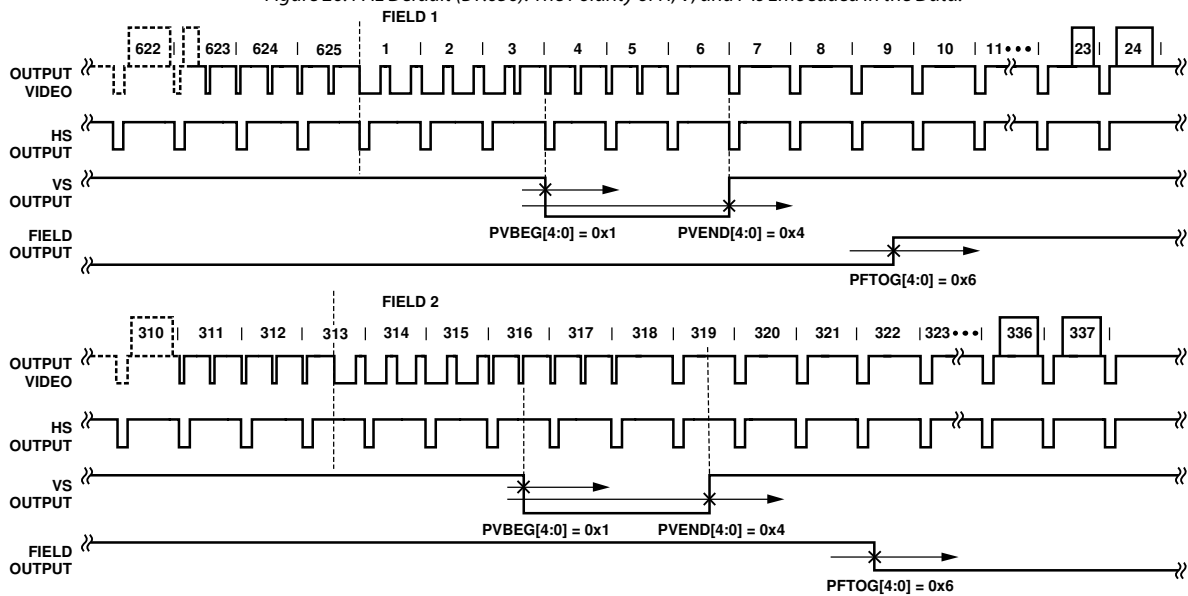 FIELD 1
622 | 623 | 624 | 625 | 1 | 2 | 3 | 4 | 5 | 6 | 7 | 8 | 9 | 10 | 11 ••• | 23 | 24 |
OUTPUT
VIDEO
HS
OUTPUT
VS
OUTPUT
PVBEG[4:0] = 0x1 PVEND[4:0] = 0x4
FIELD
OUTPUT
PFTOG[4:0] = 0x6
FIELD 2
310 | 311 | 312 | 313 | 314 | 315 | 316 | 317 | 318 | 319 | 320 | 321 | 322 | 323 ••• | 336 | 337 |
OUTPUT
VIDEO
HS
OUTPUT
VS
OUTPUT
PVBEG[4:0] = 0x1 PVEND[4:0] = 0x4
FIELD
OUTPUT
PFTOG[4:0] = 0x6